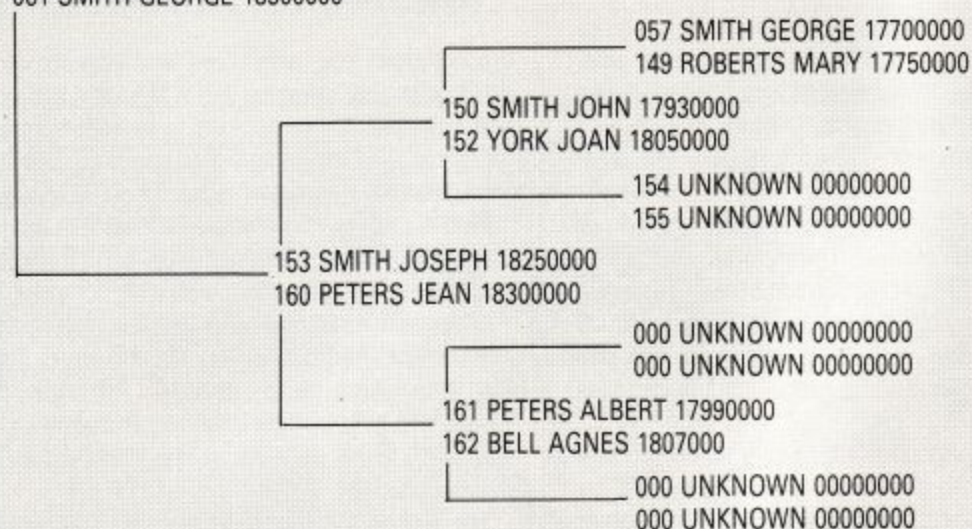 SMITH GEORGE
057 SMITH GEORGE 17700000
149 ROBERTS MARY 17750000
150 SMITH JOHN 17930000
152 YORK JOAN 18050000
154 UNKNOWN 00000000
155 UNKNOWN 00000000
153 SMITH JOSEPH 18250000
160 PETERS JEAN 18300000
000 UNKNOWN 00000000
000 UNKNOWN 00000000
161 PETERS ALBERT 17990000
162 BELL AGNES 1807000
000 UNKNOWN 00000000
000 UNKNOWN 00000000